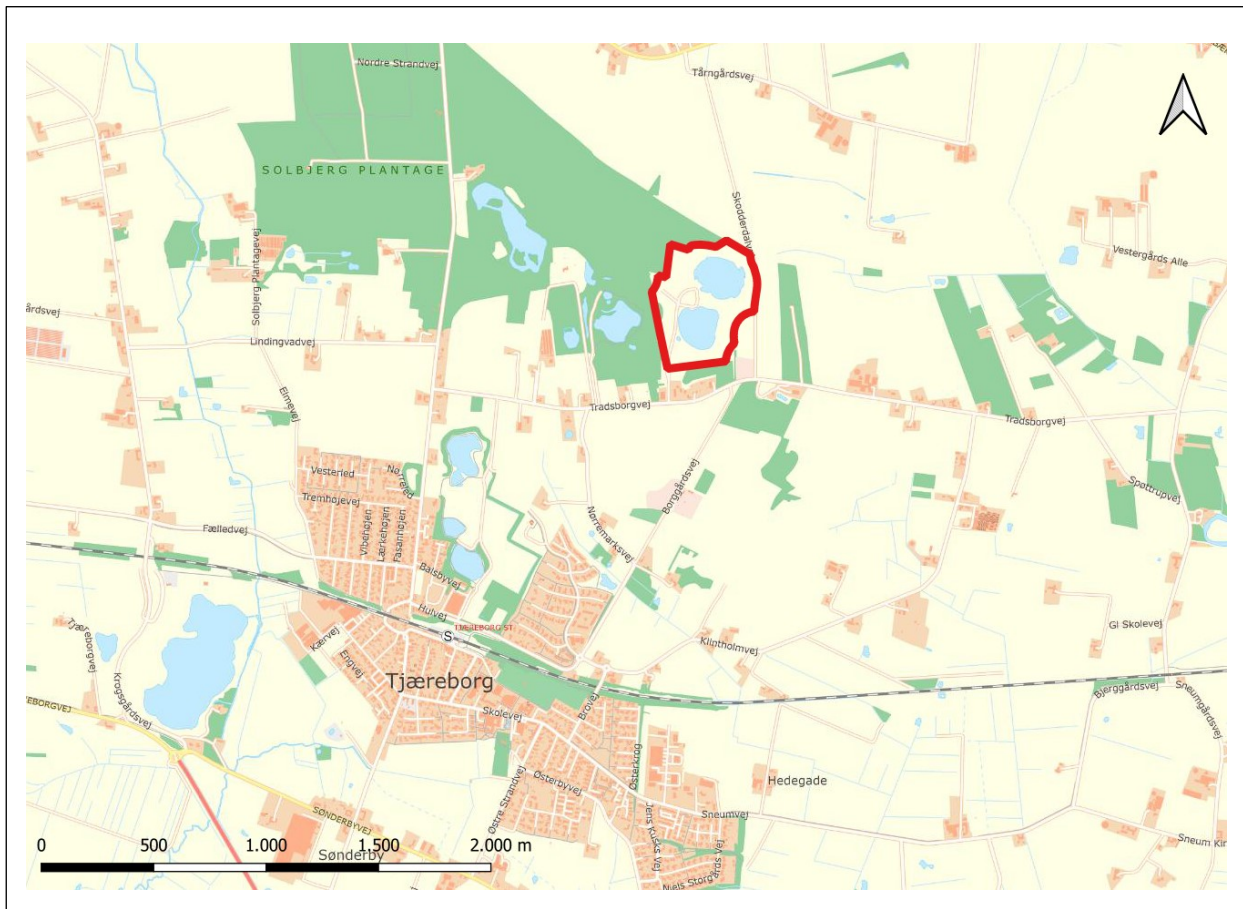 Nordre Strandvej
Tårngårdsvej
SOLBJERG PLANTAGE
Skodderdalvej
Vestergårds Alle
Solbjerg Plantagevej
Lindingvadvej
Elmevej
Tradsborgvej
Tradsborgvej
Vesterled
Nørreled
Tremhøjevej
Vibehøjen
Lærkehøjen
Fasanhøjen
Borggårdsvej
Spøttrupvej
Fælledvej
Nørremarksvej
Balsbyvej
Hulvej
TJÆREBORG ST
S
Tjæreborgvej
Kærvej
Engvej
Klintholmvej
Gl Skolevej
Krogsgårdsvej
Tjæreborg
Skolevej
Brovej
Bjerggårdsvej
Sneumgårdsvej
EBORGVEJ
Østerbyvej
Østerkrog
Hedegade
Østre Strandvej
SØNDERBYVEJ
Jens Kusks Vej
Sneumvej
Sneum Kir
Niels Storgårds Vej
Sønderby
0 500 1.000 1.500 2.000 m